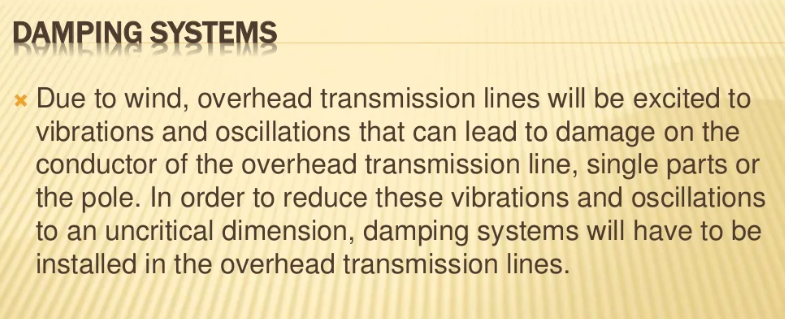 DAMPING SYSTEMS
Due to wind, overhead transmission lines will be excited to
vibrations and oscillations that can lead to damage on the
conductor of the overhead transmission line, single parts or
the pole. In order to reduce these vibrations and oscillations
to an uncritical dimension, damping systems will have to be
installed in the overhead transmission lines.